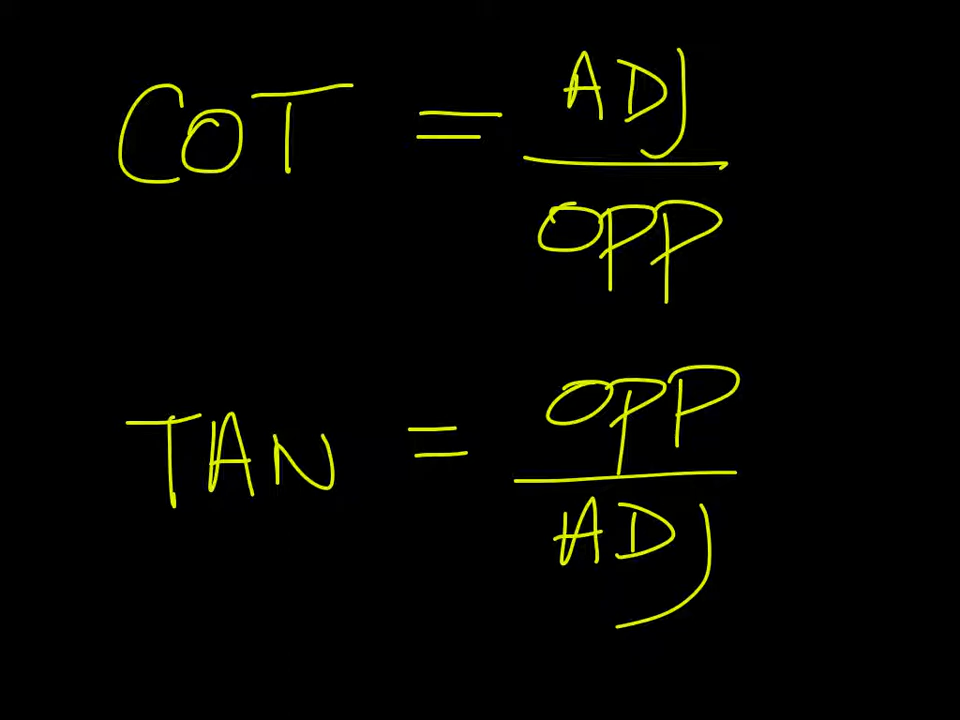 COT = ADJ
OPP
TAN = OPP
ADJ